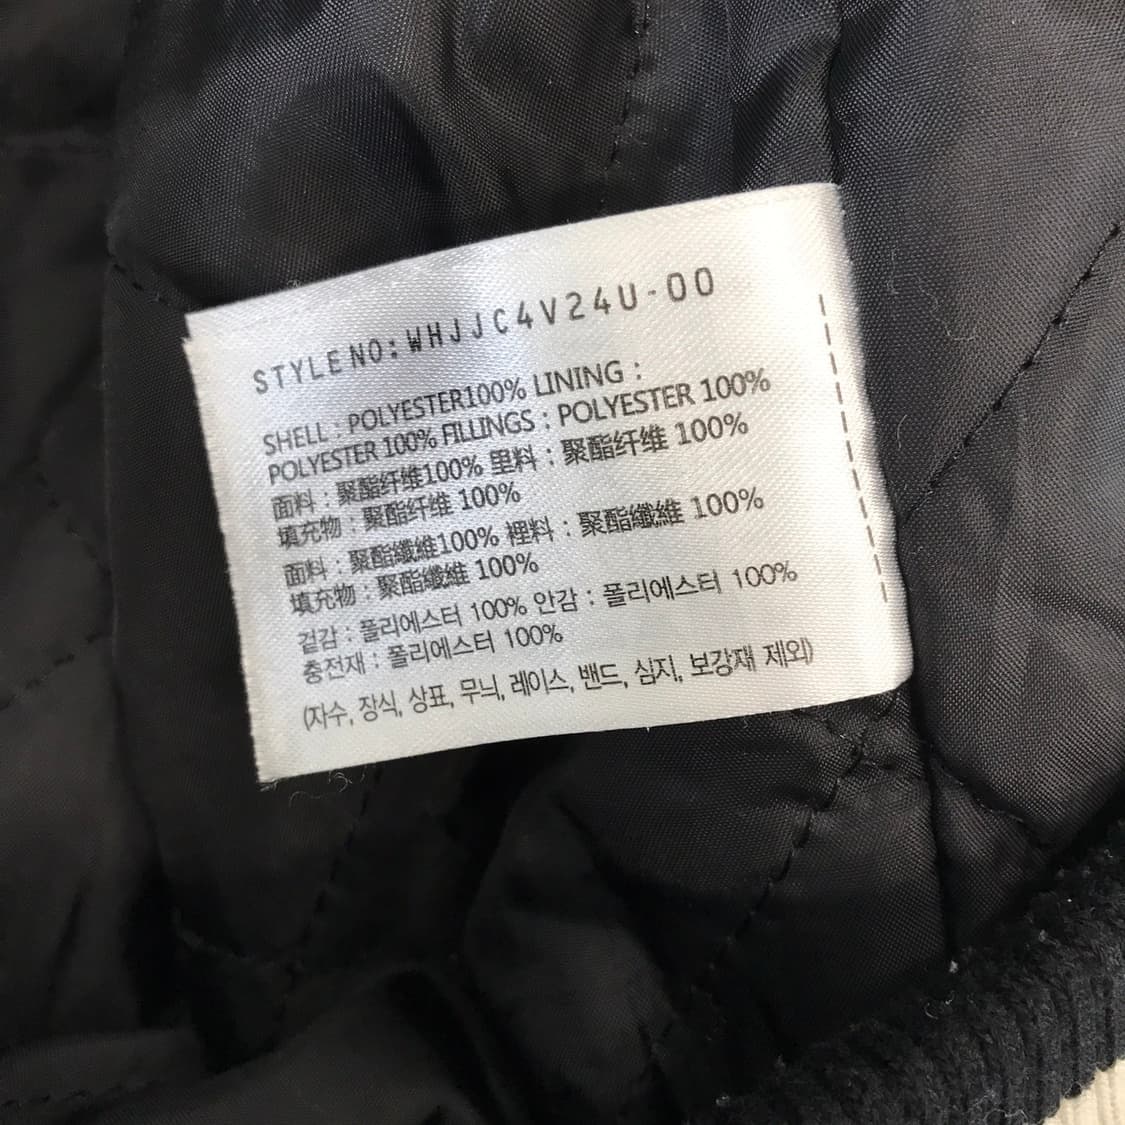 STYLE NO: WHJJC4V24U-00
SHELL : POLYESTER100% LINING :
POLYESTER 100% FILLINGS : POLYESTER 100%
面料 : 聚酯纤维100% 里料 : 聚酯纤维 100%
填充物 : 聚酯纤维 100%
面料 : 聚酯纖維100% 裡料 : 聚酯纖維 100%
填充物 : 聚酯纖維 100%
겉감 : 폴리에스터 100% 안감 : 폴리에스터 100%
충전재 : 폴리에스터 100%
(자수, 장식, 상표, 무늬, 레이스, 밴드, 심지, 보강재 제외)